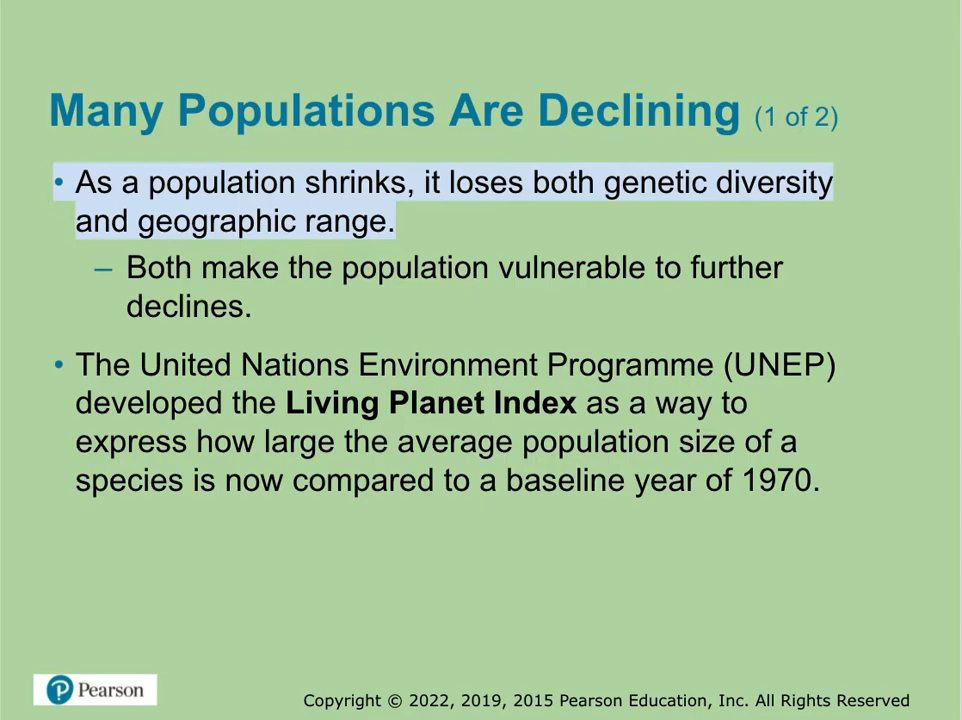 Many Populations Are Declining (1 of 2)
• As a population shrinks, it loses both genetic diversity
and geographic range.
– Both make the population vulnerable to further
declines.
• The United Nations Environment Programme (UNEP)
developed the Living Planet Index as a way to
express how large the average population size of a
species is now compared to a baseline year of 1970.
P Pearson
Copyright © 2022, 2019, 2015 Pearson Education, Inc. All Rights Reserved